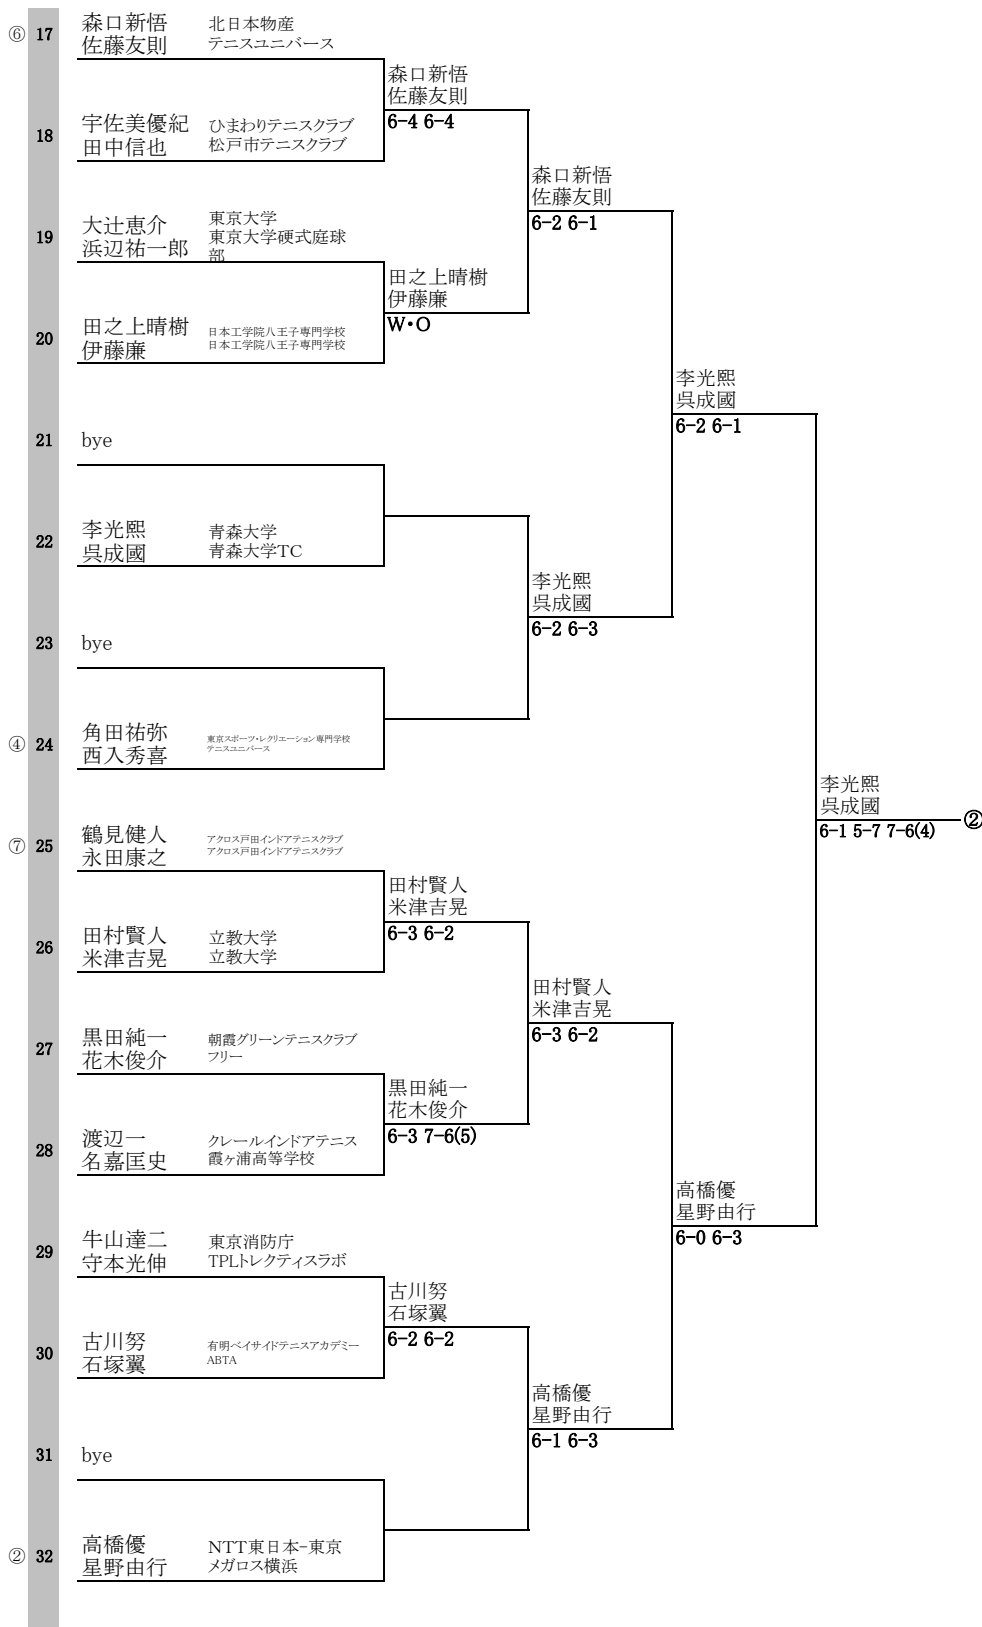 ⑥ 17 森口新悟 北日本物産
佐藤友則 テニスユニバース
森口新悟
佐藤友則
6-4 6-4
18 宇佐美優紀 ひまわりテニスクラブ
田中信也 松戸市テニスクラブ
森口新悟
佐藤友則
6-2 6-1
19 大辻恵介 東京大学
浜辺祐一郎 東京大学硬式庭球
部
田之上晴樹
伊藤廉
W・O
20 田之上晴樹 日本工学院八王子専門学校
伊藤廉 日本工学院八王子専門学校
李光熙
呉成國
6-2 6-1
21 bye
22 李光熙 青森大学
呉成國 青森大学TC
李光熙
呉成國
6-2 6-3
23 bye
④ 24 角田祐弥 東京スポーツ・レクリエーション専門学校
西入秀喜 テニスユニバース
李光熙
呉成國
6-1 5-7 7-6(4) ②
⑦ 25 鶴見健人 アクロス戸田インドアテニスクラブ
永田康之 アクロス戸田インドアテニスクラブ
田村賢人
米津吉晃
6-3 6-2
26 田村賢人 立教大学
米津吉晃 立教大学
田村賢人
米津吉晃
6-3 6-2
27 黒田純一 朝霞グリーンテニスクラブ
花木俊介 フリー
黒田純一
花木俊介
6-3 7-6(5)
28 渡辺一 クレールインドアテニス
名嘉匡史 霞ヶ浦高等学校
高橋優
星野由行
6-0 6-3
29 牛山達二 東京消防庁
守本光伸 TPLトレクティスラボ
古川努
石塚翼
6-2 6-2
30 古川努 有明ベイサイドテニスアカデミー
石塚翼 ABTA
高橋優
星野由行
6-1 6-3
31 bye
② 32 高橋優 NTT東日本-東京
星野由行 メガロス横浜